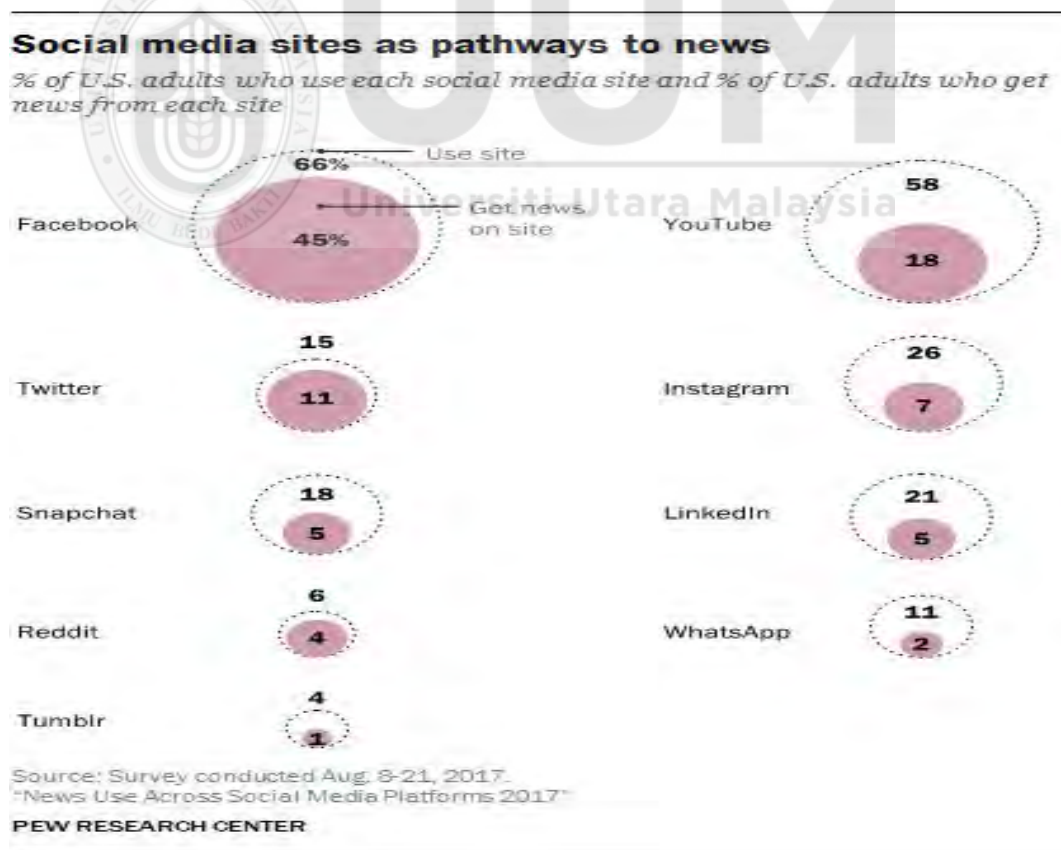 Social media sites as pathways to news
% of U.S. adults who use each social media site and % of U.S. adults who get
news from each site
Use site
66%
Get news
on site
Facebook
45%
YouTube
58
18
Twitter
15
11
Instagram
26
7
Snapchat
18
5
LinkedIn
21
5
Reddit
6
4
WhatsApp
11
2
Tumblr
4
1
Source: Survey conducted Aug. 8-21, 2017.
"News Use Across Social Media Platforms 2017"
PEW RESEARCH CENTER
UUM
Universiti Utara Malaysia
ILMU BUDI BAKTI